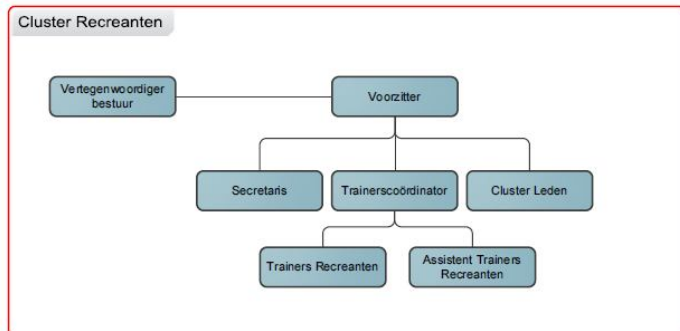 Cluster Recreanten
Vertegenwoordiger
bestuur
Voorzitter
Secretaris
Trainerscoördinator
Cluster Leden
Trainers Recreanten
Assistent Trainers
Recreanten